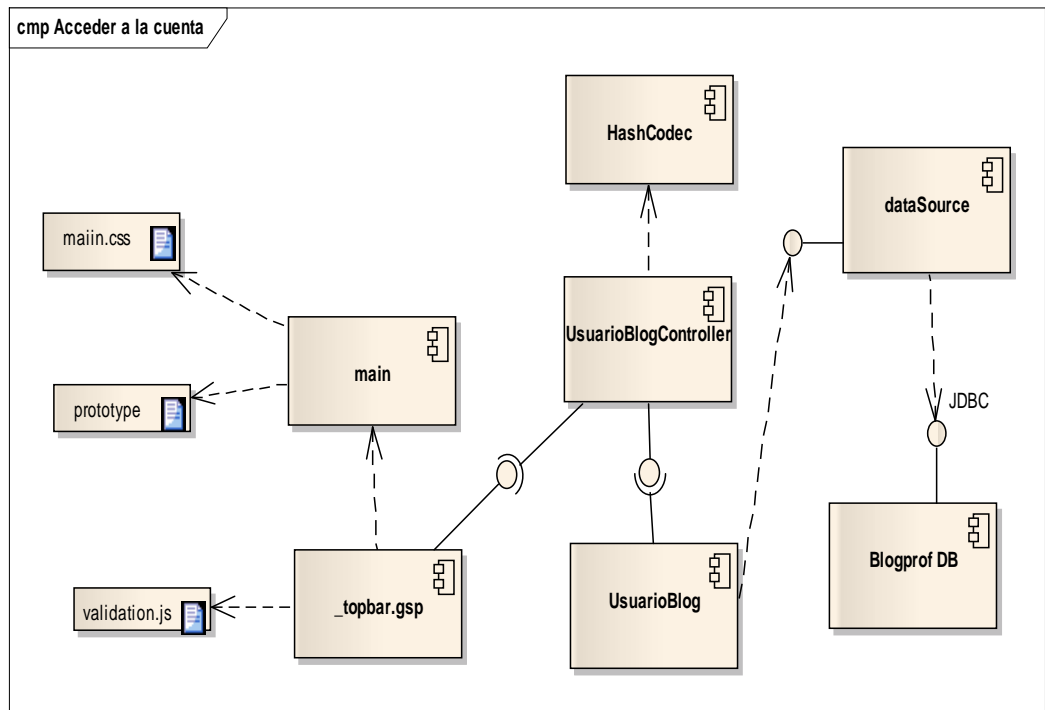 cmp Acceder a la cuenta
HashCodec
dataSource
maiin.css
UsuarioBlogController
main
prototype
JDBC
Blogprof DB
validation.js
_topbar.gsp
UsuarioBlog